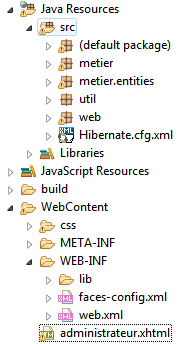 Java Resources
src
(default package)
metier
metier.entities
util
web
Hibernate.cfg.xml
Libraries
JavaScript Resources
build
WebContent
css
META-INF
WEB-INF
lib
faces-config.xml
web.xml
administrateur.xhtml